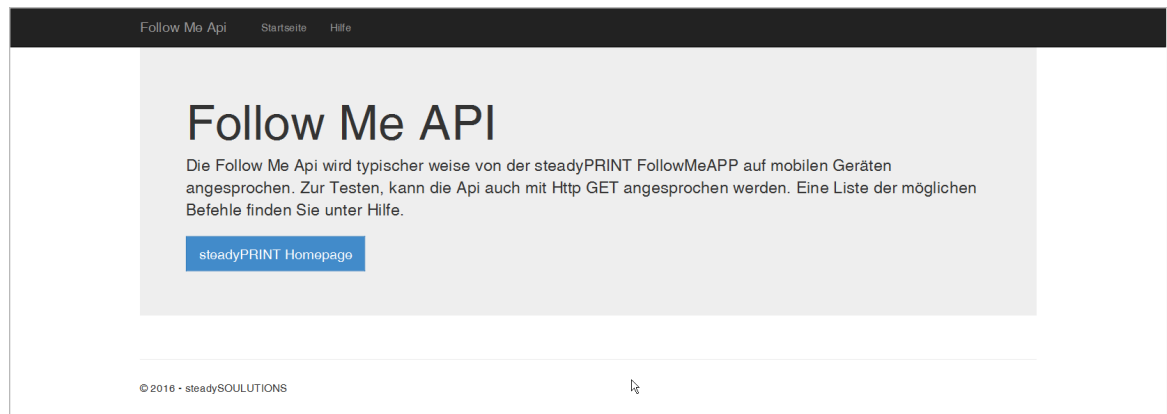 Follow Me Api Startseite Hilfe
Follow Me API
Die Follow Me Api wird typischer weise von der steadyPRINT FollowMeAPP auf mobilen Geräten
angesprochen. Zur Testen, kann die Api auch mit Http GET angesprochen werden. Eine Liste der möglichen
Befehle finden Sie unter Hilfe.
steadyPRINT Homepage
© 2016 - steadySOULUTIONS